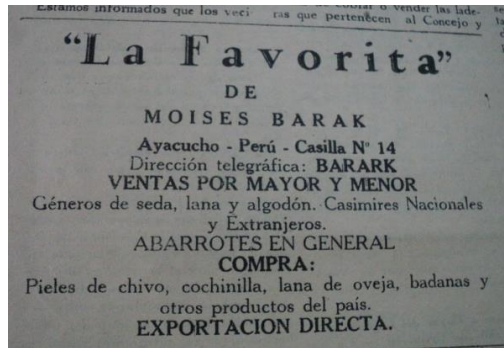 Estamos informados que los veci
ras que pertenecen al Concejo y
"La Favorita"
DE
MOISES BARAK
Ayacucho - Perú - Casilla Nº 14
Dirección telegráfica: BARARK
VENTAS POR MAYOR Y MENOR
Géneros de seda, lana y algodón. Casimires Nacionales
y Extranjeros.
ABARROTES EN GENERAL
COMPRA:
Pieles de chivo, cochinilla, lana de oveja, badanas y
otros productos del país.
EXPORTACION DIRECTA.